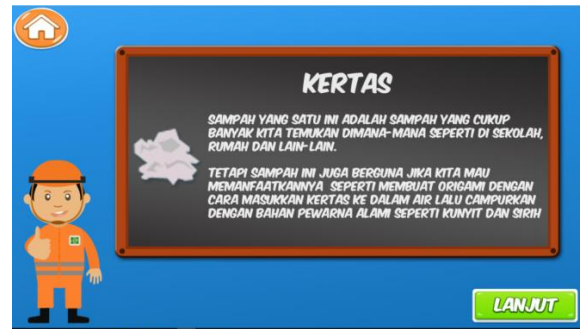 KERTAS
SAMPAH YANG SATU INI ADALAH SAMPAH YANG CUKUP
BANYAK KITA TEMUKAN DIMANA-MANA SEPERTI DI SEKOLAH,
RUMAH DAN LAIN-LAIN.
TETAPI SAMPAH INI JUGA BERGUNA JIKA KITA MAU
MEMANFAATKANNYA SEPERTI MEMBUAT ORIGAMI DENGAN
CARA MASUKKAN KERTAS KE DALAM AIR LALU CAMPURKAN
DENGAN BAHAN PEWARNA ALAMI SEPERTI KUNYIT DAN SIRIH
LANJUT